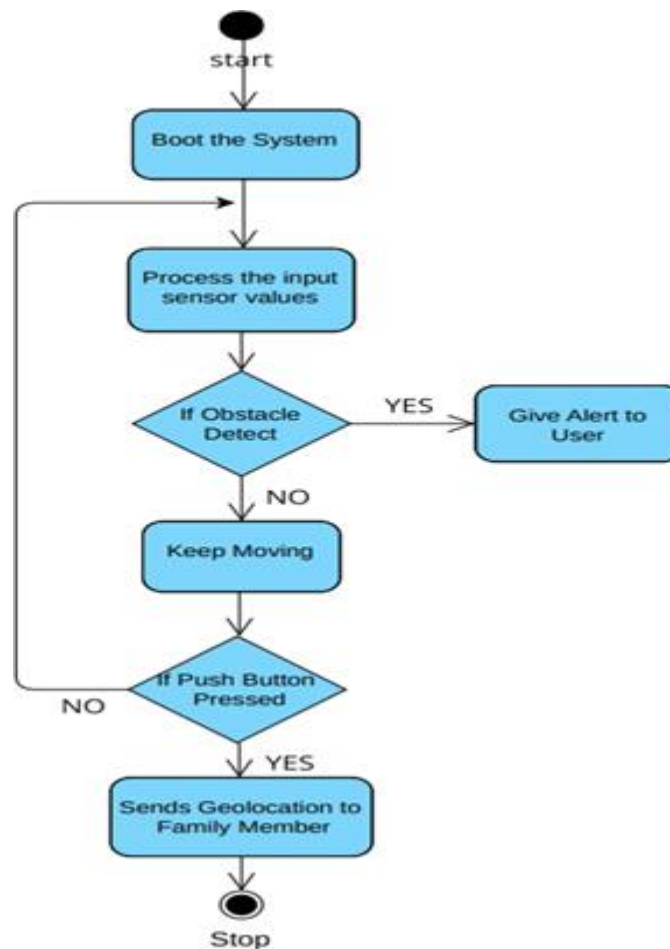 start
Boot the System
Process the input
sensor values
If Obstacle
Detect
YES
Give Alert to
User
NO
Keep Moving
If Push Button
Pressed
NO
YES
Sends Geolocation to
Family Member
Stop